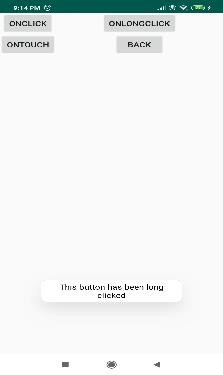 9:14 PM
ONCLICK ONLONGCLICK
ONTOUCH BACK
This button has been long
clicked